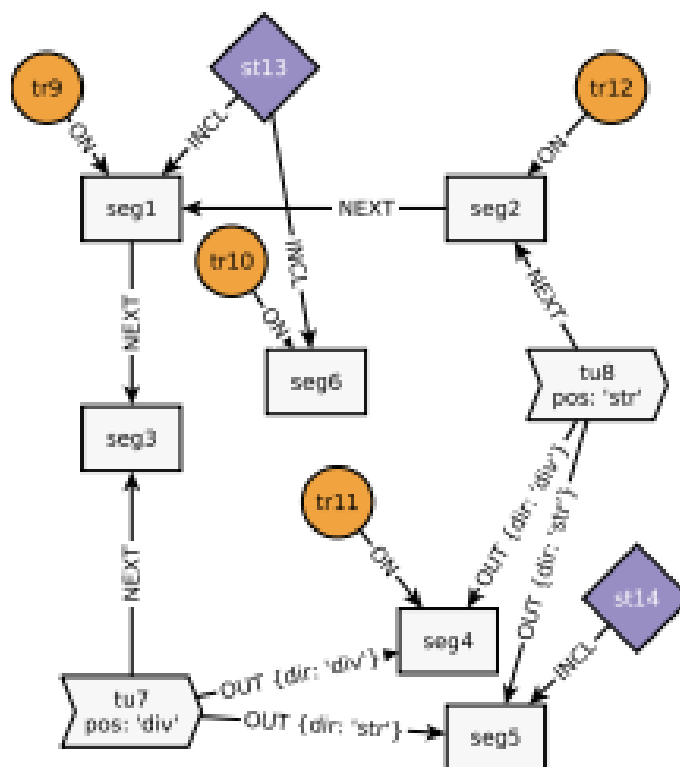 st13
tr9
tr12
ON
INCL
ON
seg1
NEXT
seg2
tr10
INCL
NEXT
ON
NEXT
seg6
tu8
pos: 'str'
seg3
OUT {dir: 'div'}
OUT {dir: 'str'}
tr11
ON
NEXT
st14
seg4
INCL
OUT {dir: 'div'}
tu7
pos: 'div'
OUT {dir: 'str'}
seg5